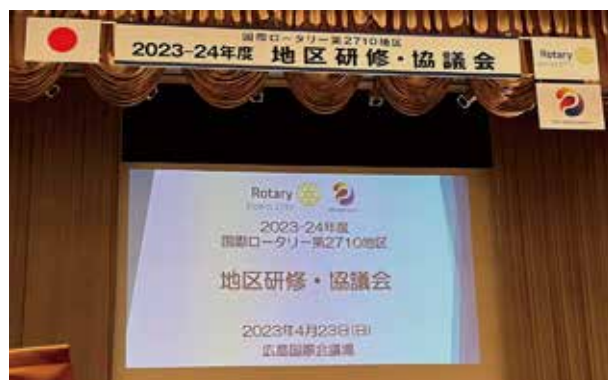 国際ロータリー第2710地区
2023-24年度 地区研修・協議会
Rotary
Rotary
2023-24年度
国際ロータリー第2710地区
地区研修・協議会
2023年4月23日(日)
広島国際会議場